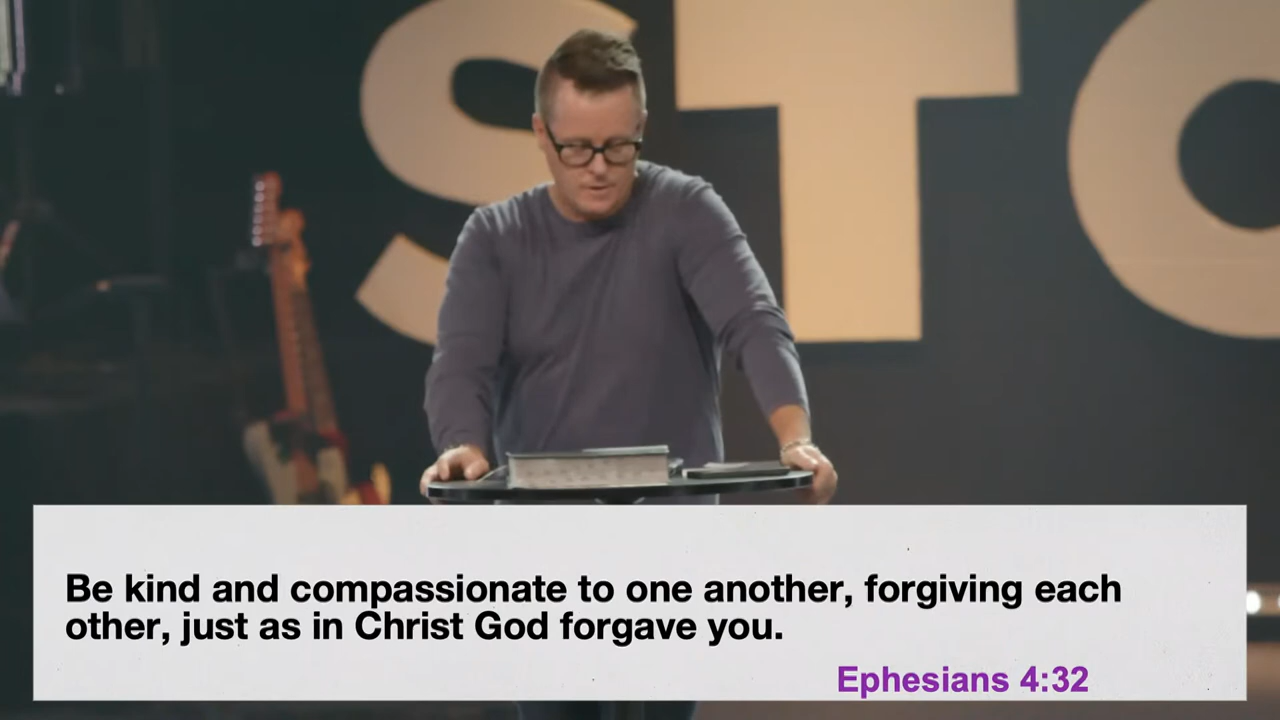 STO
Be kind and compassionate to one another, forgiving each
other, just as in Christ God forgave you.
Ephesians 4:32